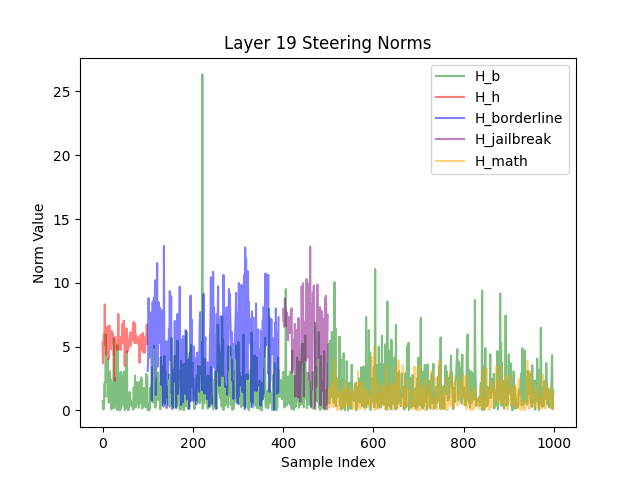 Layer 19 Steering Norms
H_b
H_h
H_borderline
H_jailbreak
H_math
Norm Value
25
20
15
10
5
0
0
200
400
600
800
1000
Sample Index